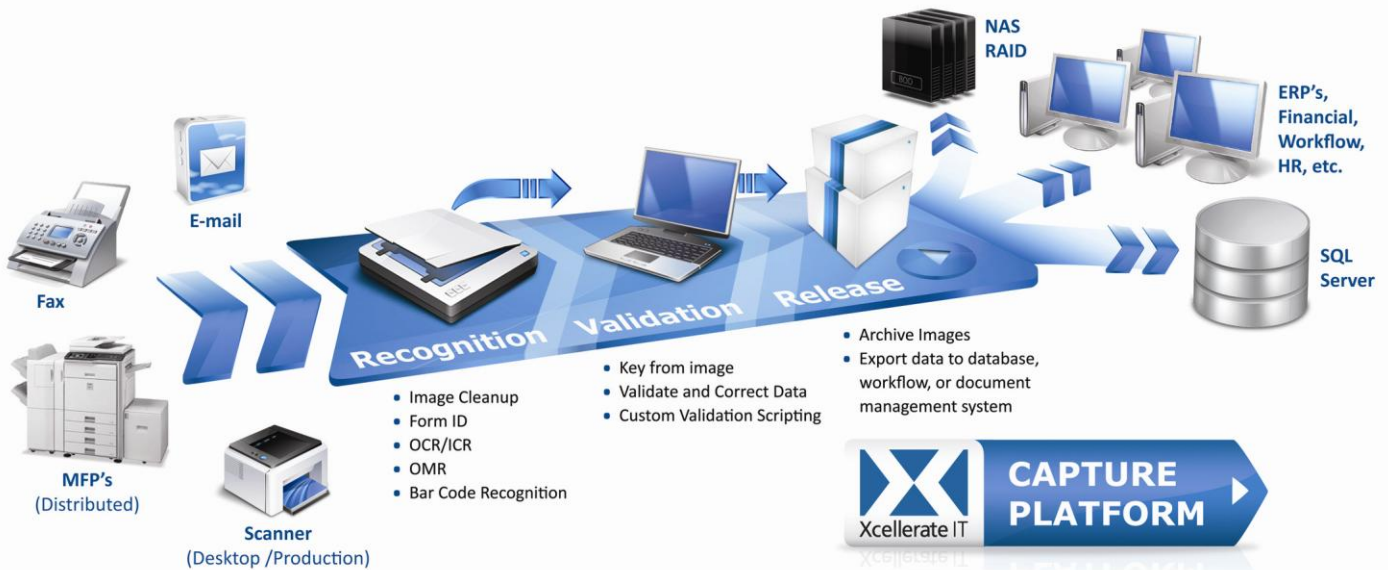 NAS
RAID
ERP's,
Financial,
Workflow,
HR, etc.
E-mail
Fax
SQL
Server
Recognition
Validation
Release
MFP's
(Distributed)
Scanner
(Desktop /Production)
• Image Cleanup
• Form ID
• OCR/ICR
• OMR
• Bar Code Recognition
• Key from image
• Validate and Correct Data
• Custom Validation Scripting
• Archive Images
• Export data to database,
workflow, or document
management system
Xcellerate IT
CAPTURE
PLATFORM